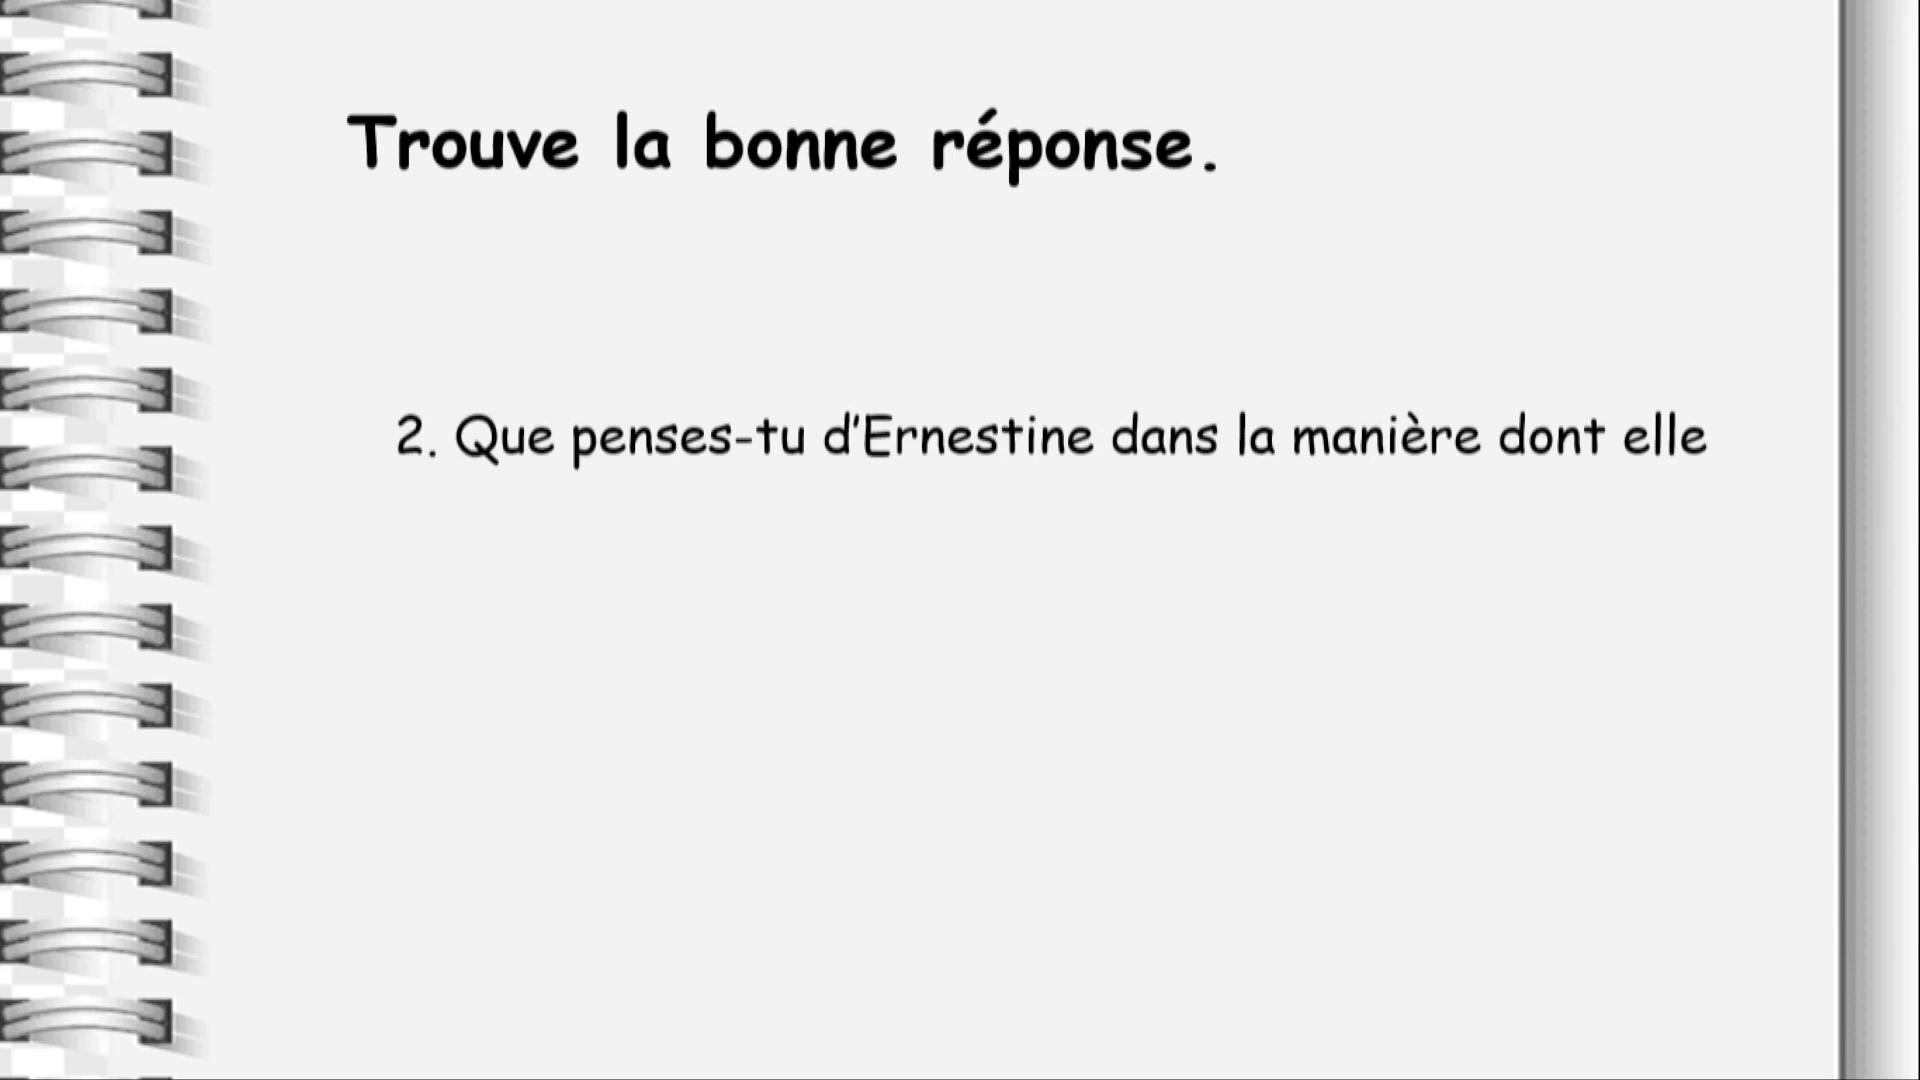 Trouve la bonne réponse.
2. Que penses-tu d'Ernestine dans la manière dont elle